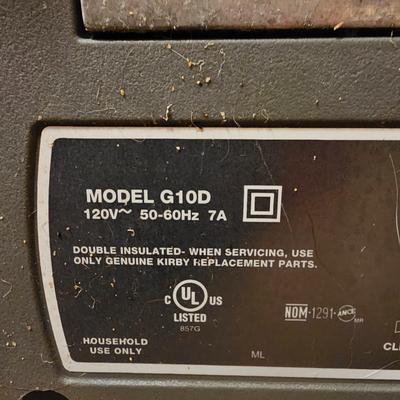 MODEL G10D
120V~ 50-60Hz 7A
DOUBLE INSULATED- WHEN SERVICING, USE
ONLY GENUINE KIRBY REPLACEMENT PARTS.
C UL US
LISTED
857G
NOM-1291-ANCE
HOUSEHOLD
USE ONLY
ML